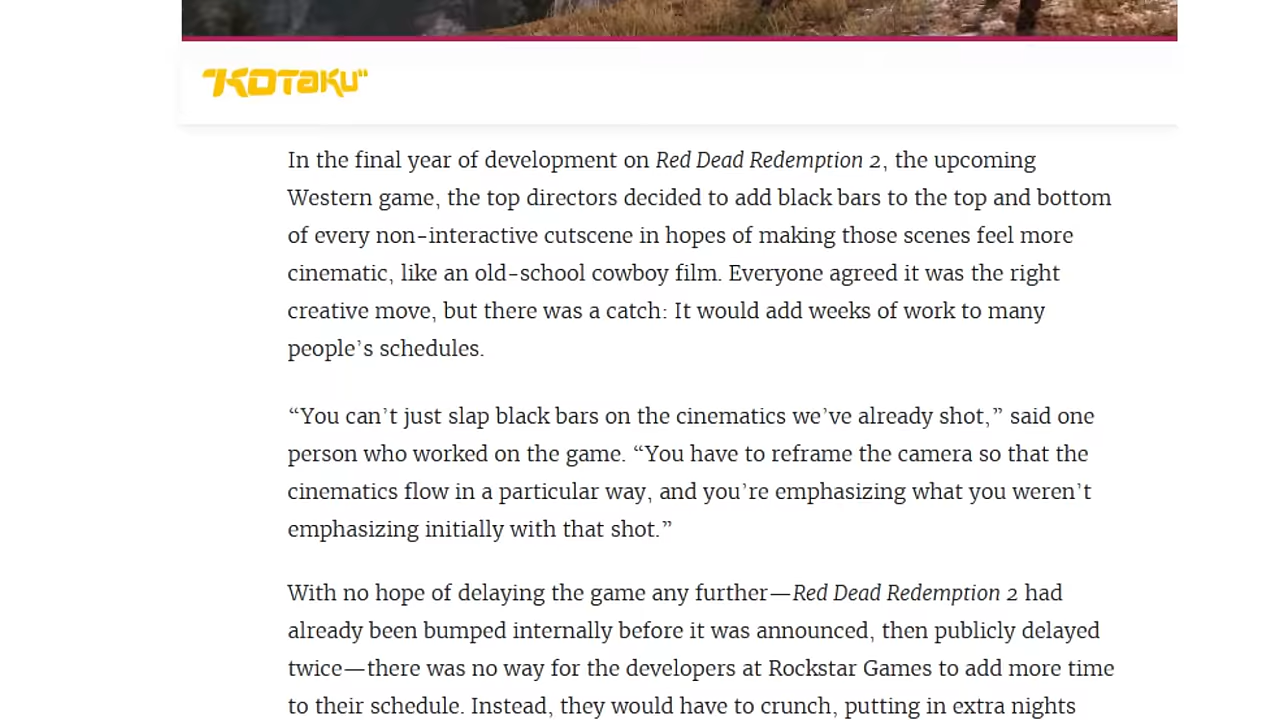 KOTAKU
In the final year of development on Red Dead Redemption 2, the upcoming
Western game, the top directors decided to add black bars to the top and bottom
of every non-interactive cutscene in hopes of making those scenes feel more
cinematic, like an old-school cowboy film. Everyone agreed it was the right
creative move, but there was a catch: It would add weeks of work to many
people’s schedules.
“You can’t just slap black bars on the cinematics we’ve already shot,” said one
person who worked on the game. “You have to reframe the camera so that the
cinematics flow in a particular way, and you’re emphasizing what you weren’t
emphasizing initially with that shot.”
With no hope of delaying the game any further—Red Dead Redemption 2 had
already been bumped internally before it was announced, then publicly delayed
twice—there was no way for the developers at Rockstar Games to add more time
to their schedule. Instead, they would have to crunch, putting in extra nights